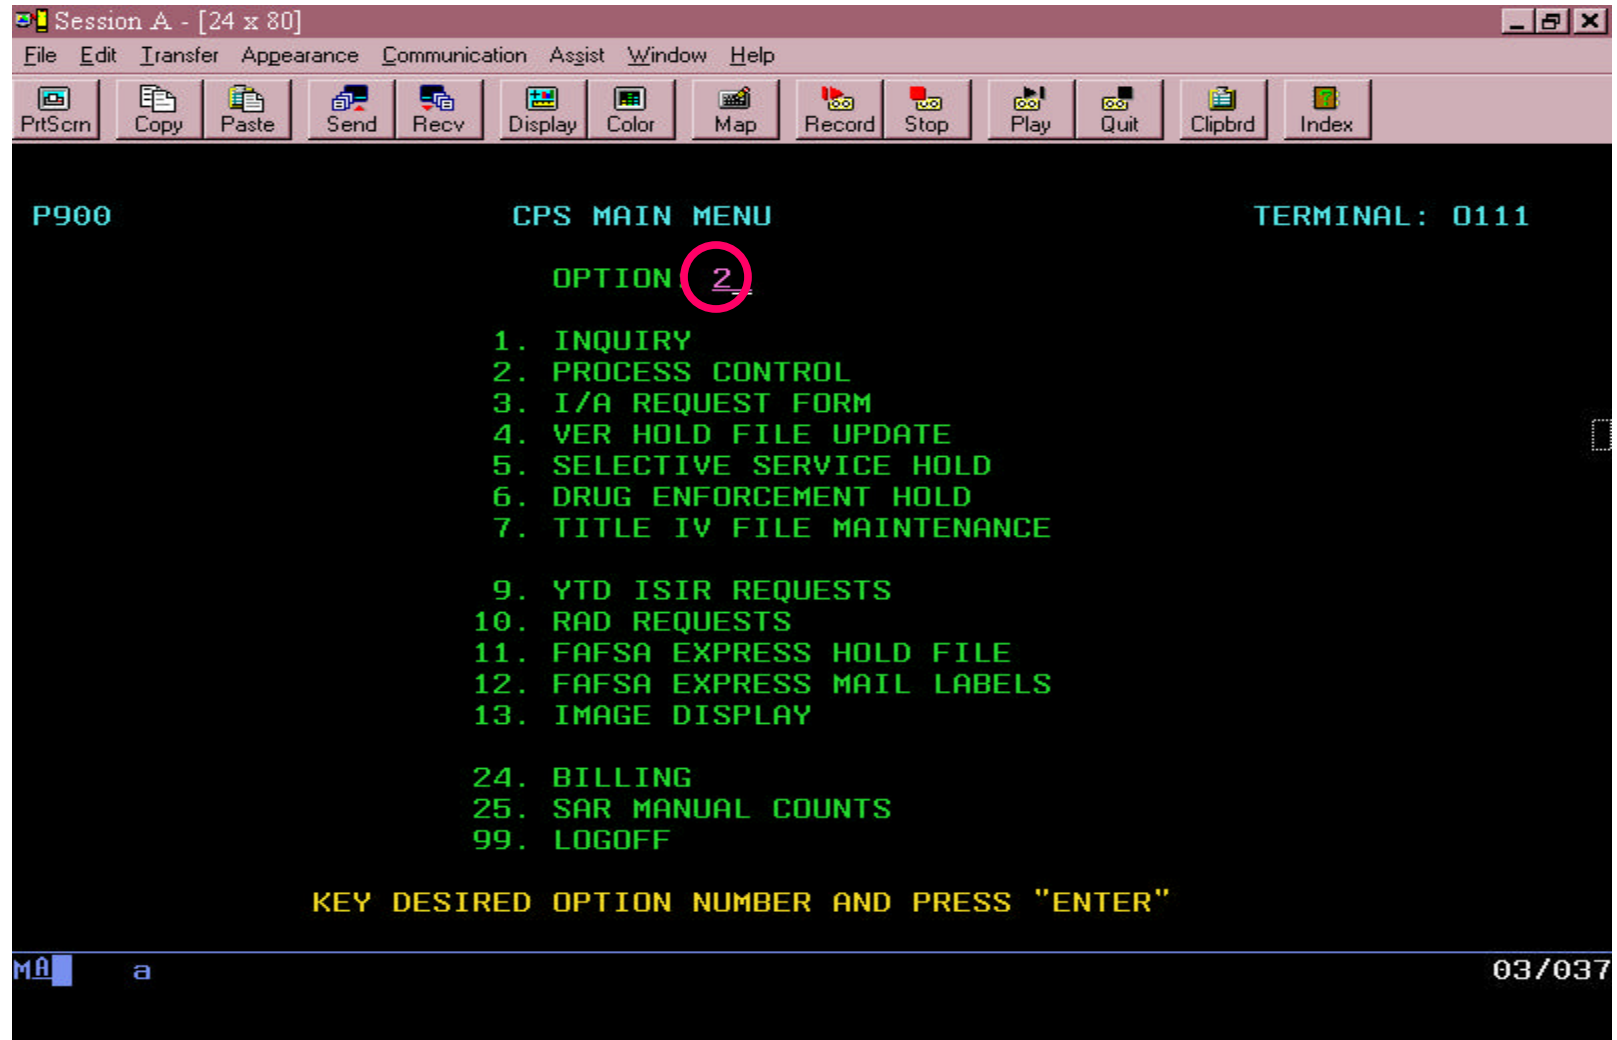 Session A - [24 x 80]
File Edit Transfer Appearance Communication Assist Window Help
PrtScrn Copy Paste Send Recv Display Color Map Record Stop Play Quit Clipbrd Index
P900 CPS MAIN MENU TERMINAL: 0111
OPTION: 2_
1. INQUIRY
2. PROCESS CONTROL
3. I/A REQUEST FORM
4. VER HOLD FILE UPDATE
5. SELECTIVE SERVICE HOLD
6. DRUG ENFORCEMENT HOLD
7. TITLE IV FILE MAINTENANCE
9. YTD ISIR REQUESTS
10. RAD REQUESTS
11. FAFSA EXPRESS HOLD FILE
12. FAFSA EXPRESS MAIL LABELS
13. IMAGE DISPLAY
24. BILLING
25. SAR MANUAL COUNTS
99. LOGOFF
KEY DESIRED OPTION NUMBER AND PRESS "ENTER"
MA a 03/037